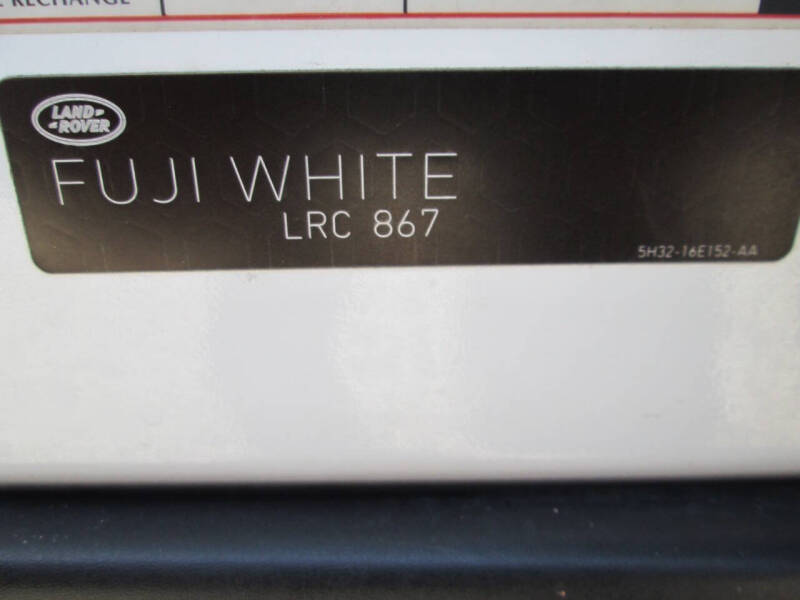 RECHANGE
LAND
ROVER
FUJI WHITE
LRC 867
5H32-16E152-AA